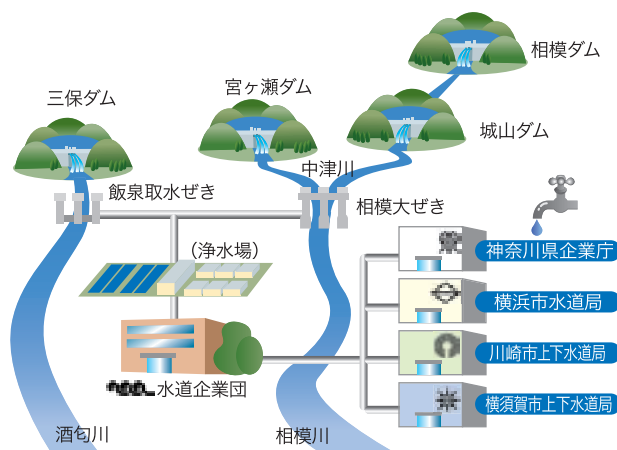 相模ダム
宮ヶ瀬ダム
三保ダム
城山ダム
中津川
飯泉取水ぜき
相模大ぜき
(浄水場)
神奈川県企業庁
横浜市水道局
川崎市上下水道局
水道企業団
横須賀市上下水道局
酒匂川
相模川